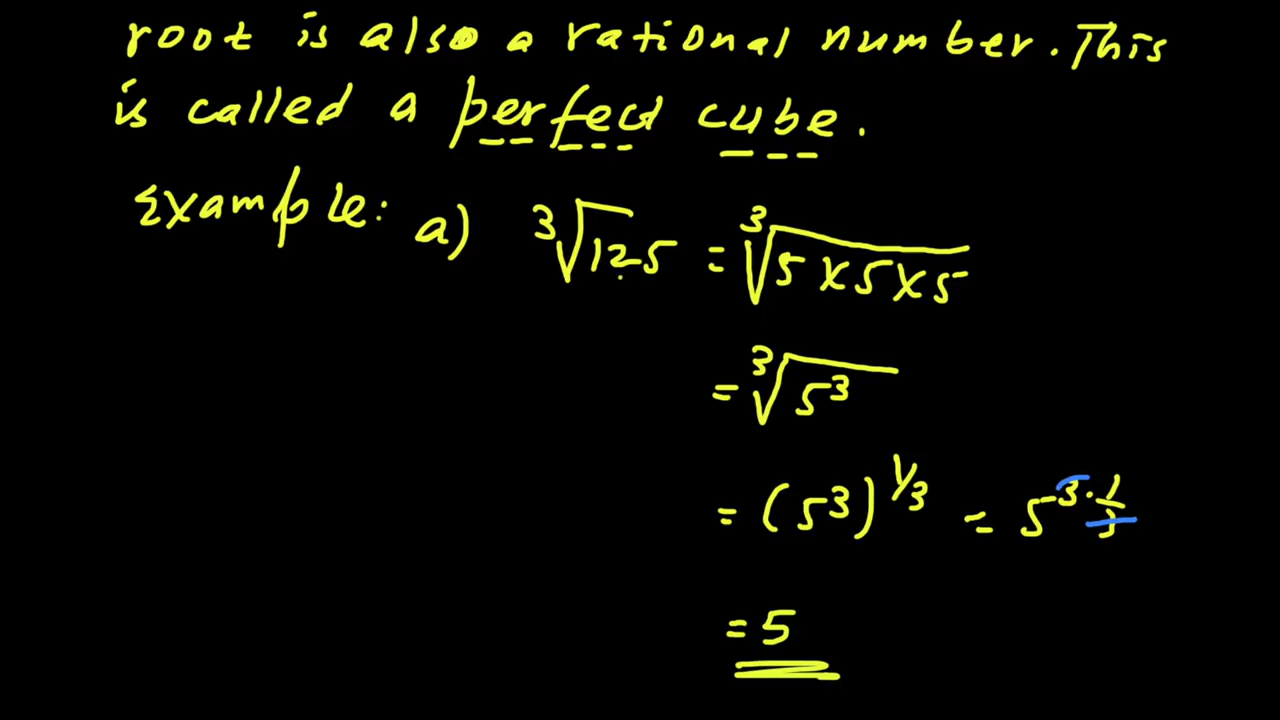 root is also a rational number. This
is called a perfect cube.
Example: a) ∛125 = ∛5×5×5
= ∛5³
= (5³)^1/3 = 5^3·1/3
= 5